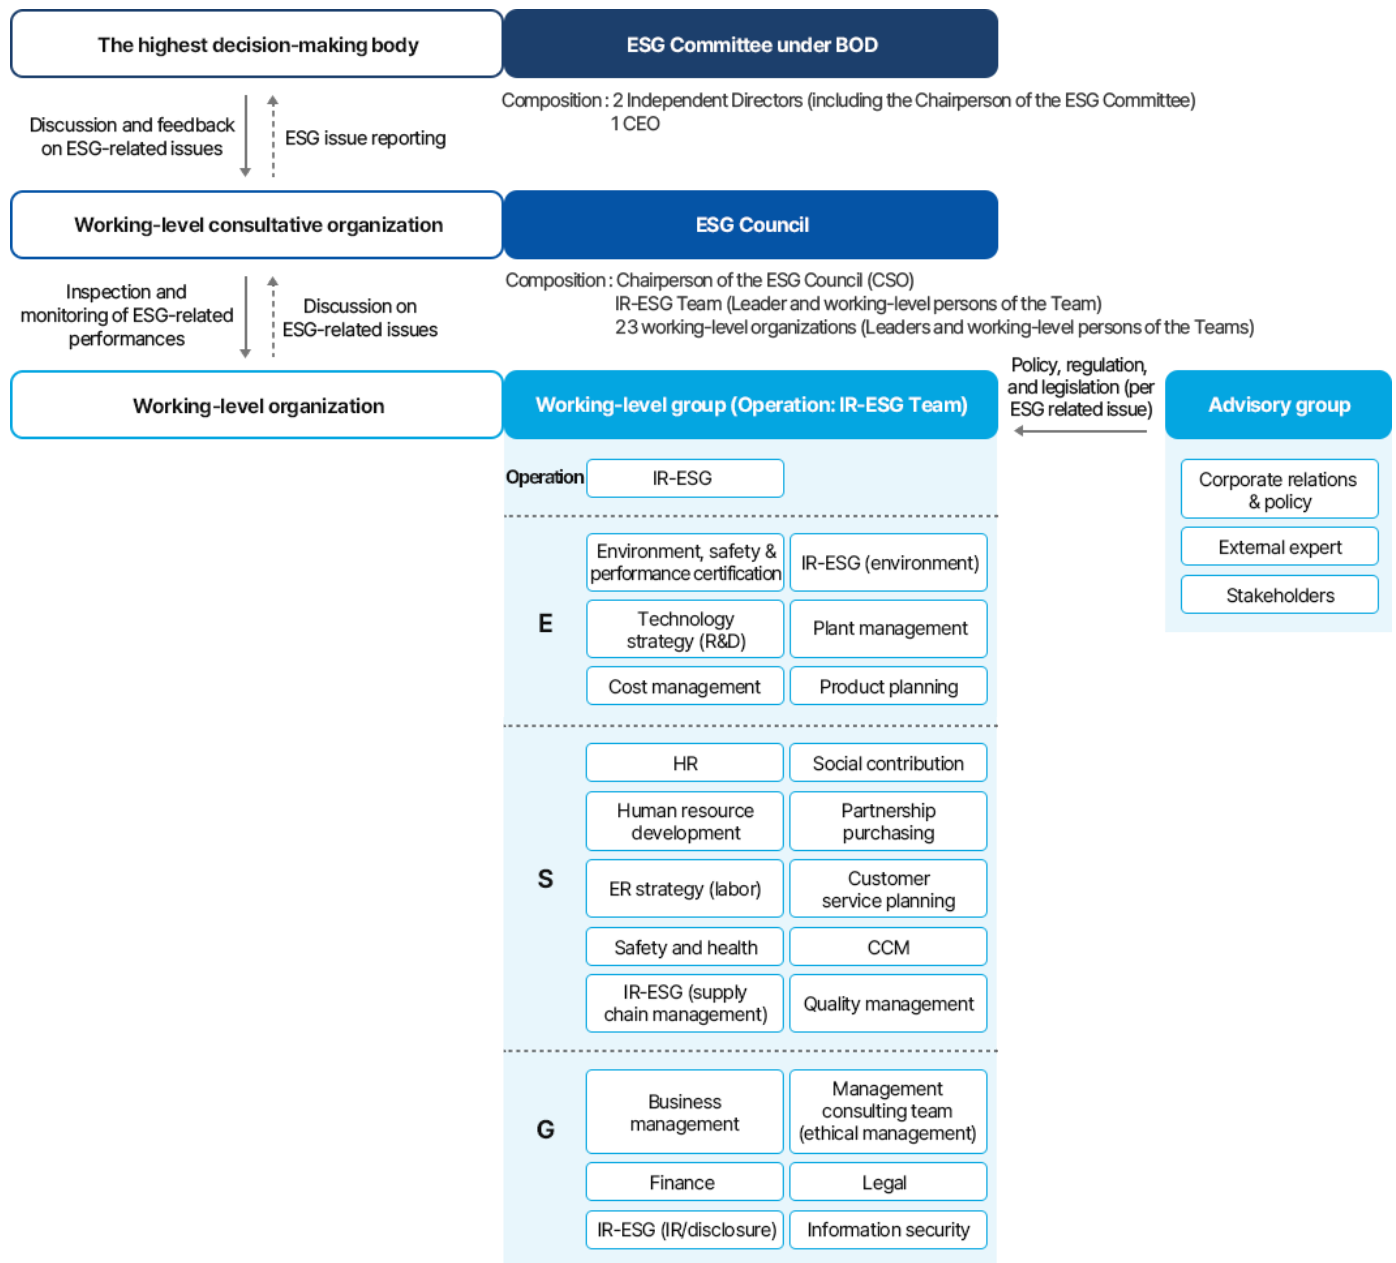 The highest decision-making body
ESG Committee under BOD
Composition : 2 Independent Directors (including the Chairperson of the ESG Committee)
1 CEO
Discussion and feedback
on ESG-related issues
ESG issue reporting
Working-level consultative organization
ESG Council
Composition : Chairperson of the ESG Council (CSO)
IR-ESG Team (Leader and working-level persons of the Team)
23 working-level organizations (Leaders and working-level persons of the Teams)
Inspection and
monitoring of ESG-related
performances
Discussion on
ESG-related issues
Working-level organization
Working-level group (Operation: IR-ESG Team)
Policy, regulation,
and legislation (per
ESG related issue)
Advisory group
Corporate relations
& policy
External expert
Stakeholders
Operation
IR-ESG
E
Environment, safety &
performance certification
IR-ESG (environment)
Technology
strategy (R&D)
Plant management
Cost management
Product planning
S
HR
Social contribution
Human resource
development
Partnership
purchasing
ER strategy (labor)
Customer
service planning
Safety and health
CCM
IR-ESG (supply
chain management)
Quality management
G
Business
management
Management
consulting team
(ethical management)
Finance
Legal
IR-ESG (IR/disclosure)
Information security